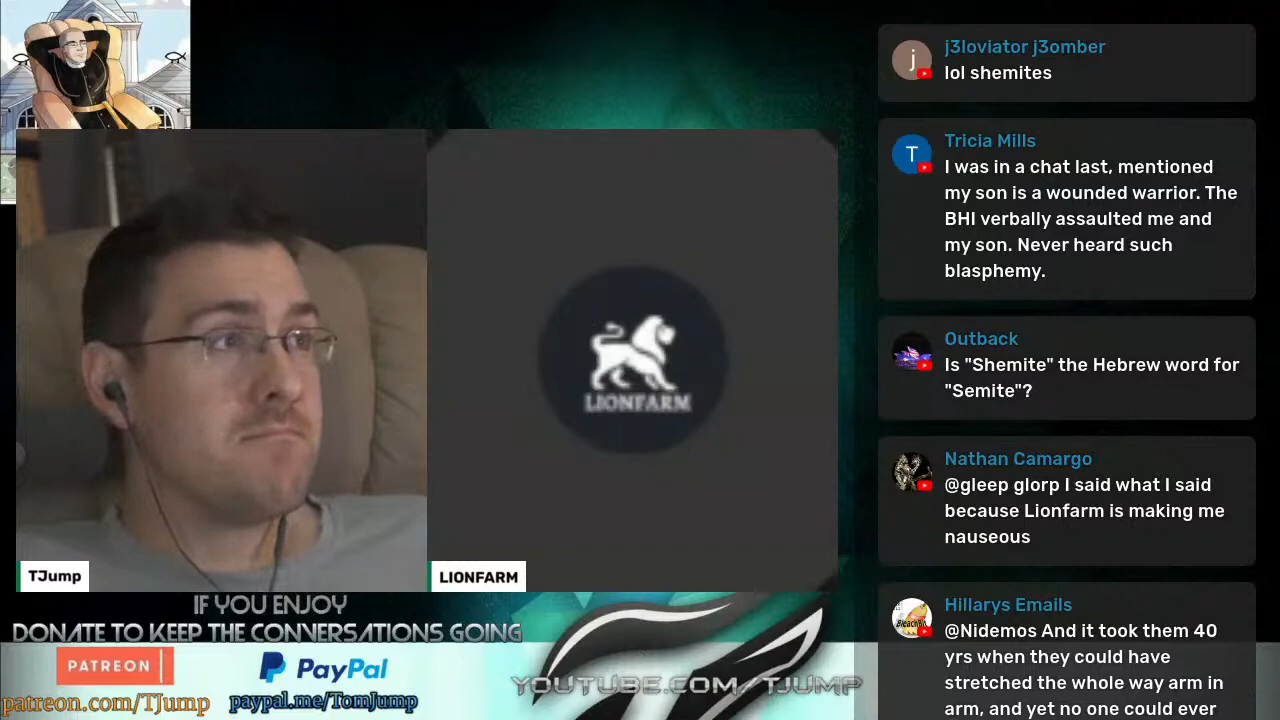 j3loviator j3omber
lol shemites
T
Tricia Mills
I was in a chat last, mentioned
my son is a wounded warrior. The
BHI verbally assaulted me and
my son. Never heard such
blasphemy.
Outback
Is "Shemite" the Hebrew word for
"Semite"?
Nathan Camargo
@gleep glorp I said what I said
because Lionfarm is making me
nauseous
Hillarys Emails
@Nidemos And it took them 40
yrs when they could have
stretched the whole way arm in
arm, and yet no one could ever
j
BleachBit
LIONFARM
TJump
LIONFARM
IF YOU ENJOY
DONATE TO KEEP THE CONVERSATIONS GOING
PATREON
PayPal
patreon.com/TJump
paypal.me/TomJump
YOUTUBE.COM/TJUMP